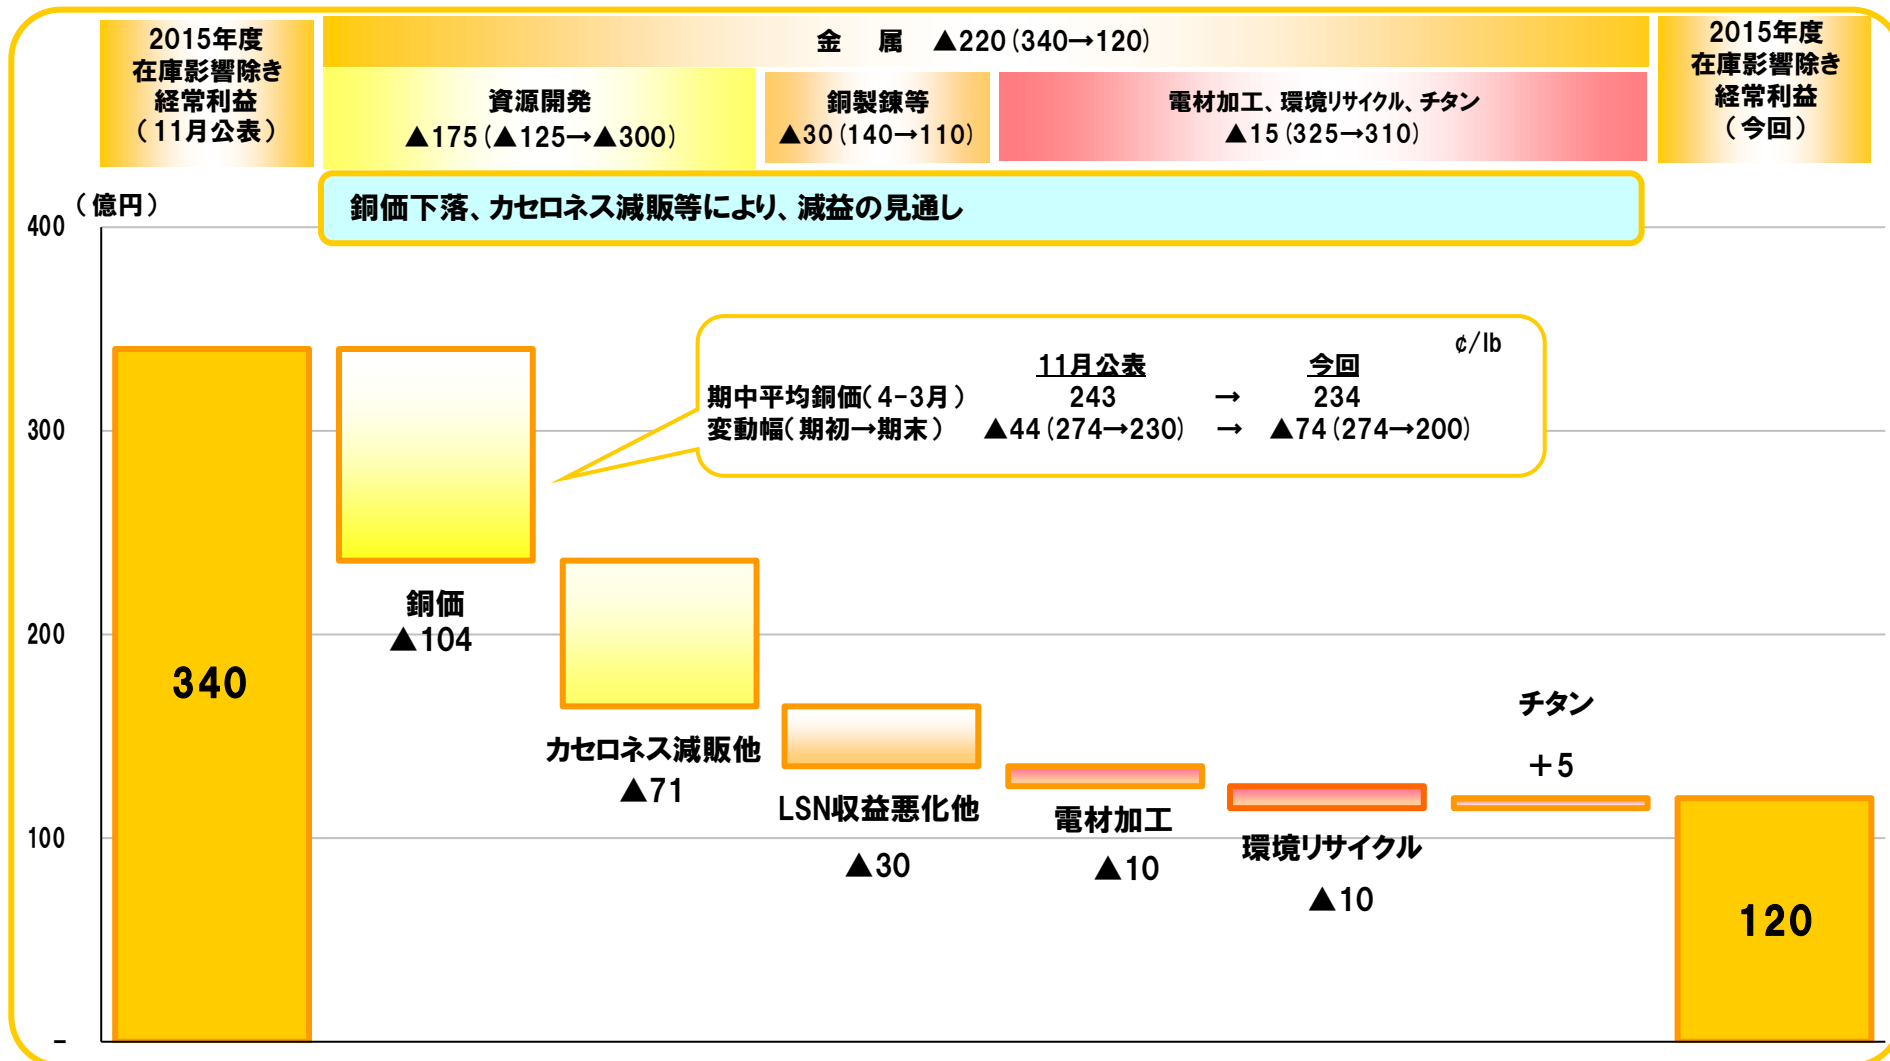 2015年度
在庫影響除き
経常利益
（11月公表）
金　属　▲220（340→120）
資源開発
▲175（▲125→▲300）
銅製錬等
▲30（140→110）
電材加工、環境リサイクル、チタン
▲15（325→310）
2015年度
在庫影響除き
経常利益
（今回）
銅価下落、カセロネス減販等により、減益の見通し
（億円）
400
300
200
100
-
¢/lb
11月公表　今回
期中平均銅価（4-3月）　243　→　234
変動幅（期初→期末）　▲44（274→230）　→　▲74（274→200）
340
銅価
▲104
カセロネス減販他
▲71
LSN収益悪化他
▲30
電材加工
▲10
環境リサイクル
▲10
チタン
＋5
120